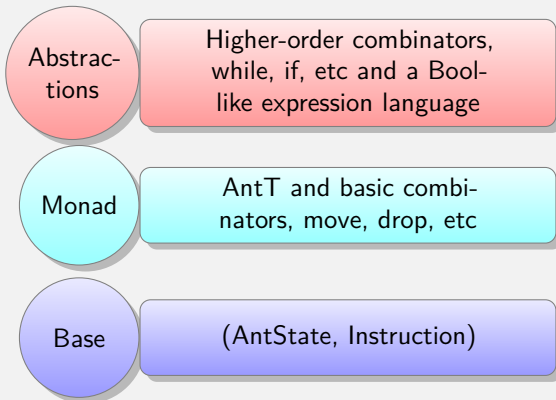 Abstrac-
tions
Higher-order combinators,
while, if, etc and a Bool-
like expression language
Monad
AntT and basic combi-
nators, move, drop, etc
Base
(AntState, Instruction)